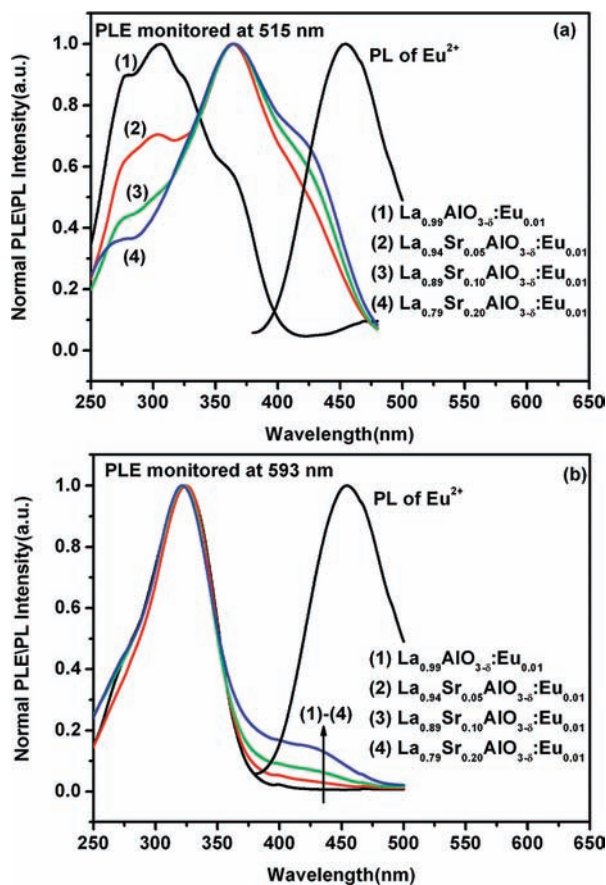 PLE monitored at 515 nm
(a)
PL of Eu²⁺
(1)
(2)
(3)
(4)
(1) La₀.₉₉AlO₃₋δ:Eu₀.₀₁
(2) La₀.₉₄Sr₀.₀₅AlO₃₋δ:Eu₀.₀₁
(3) La₀.₈₉Sr₀.₁₀AlO₃₋δ:Eu₀.₀₁
(4) La₀.₇₉Sr₀.₂₀AlO₃₋δ:Eu₀.₀₁
Normal PLE\PL Intensity(a.u.)
1.0
0.8
0.6
0.4
0.2
0.0
250 300 350 400 450 500 550 600 650
Wavelength(nm)
PLE monitored at 593 nm
(b)
PL of Eu²⁺
(1) La₀.₉₉AlO₃₋δ:Eu₀.₀₁
(2) La₀.₉₄Sr₀.₀₅AlO₃₋δ:Eu₀.₀₁
(3) La₀.₈₉Sr₀.₁₀AlO₃₋δ:Eu₀.₀₁
(4) La₀.₇₉Sr₀.₂₀AlO₃₋δ:Eu₀.₀₁
(1)-(4)
Normal PLE\PL Intensity(a.u.)
1.0
0.8
0.6
0.4
0.2
0.0
250 300 350 400 450 500 550 600 650
Wavelength(nm)